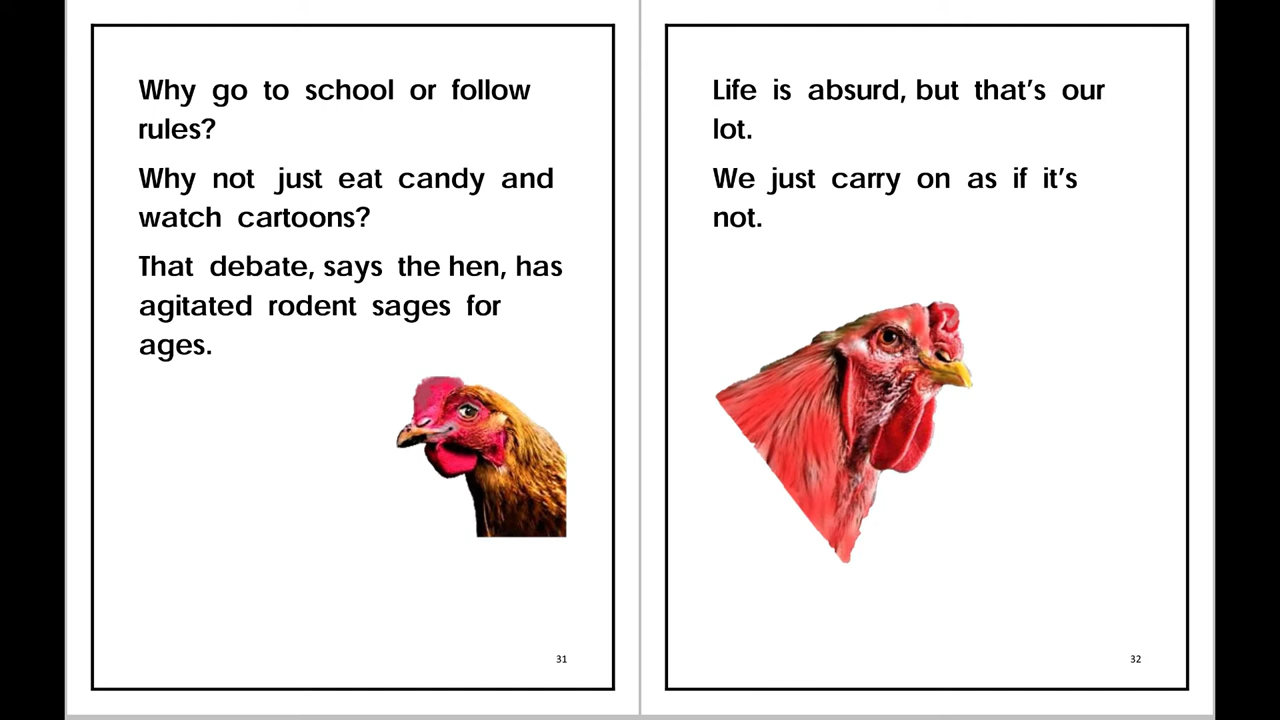 Why go to school or follow
rules?
Why not just eat candy and
watch cartoons?
That debate, says the hen, has
agitated rodent sages for
ages.
31
Life is absurd, but that’s our
lot.
We just carry on as if it’s
not.
32